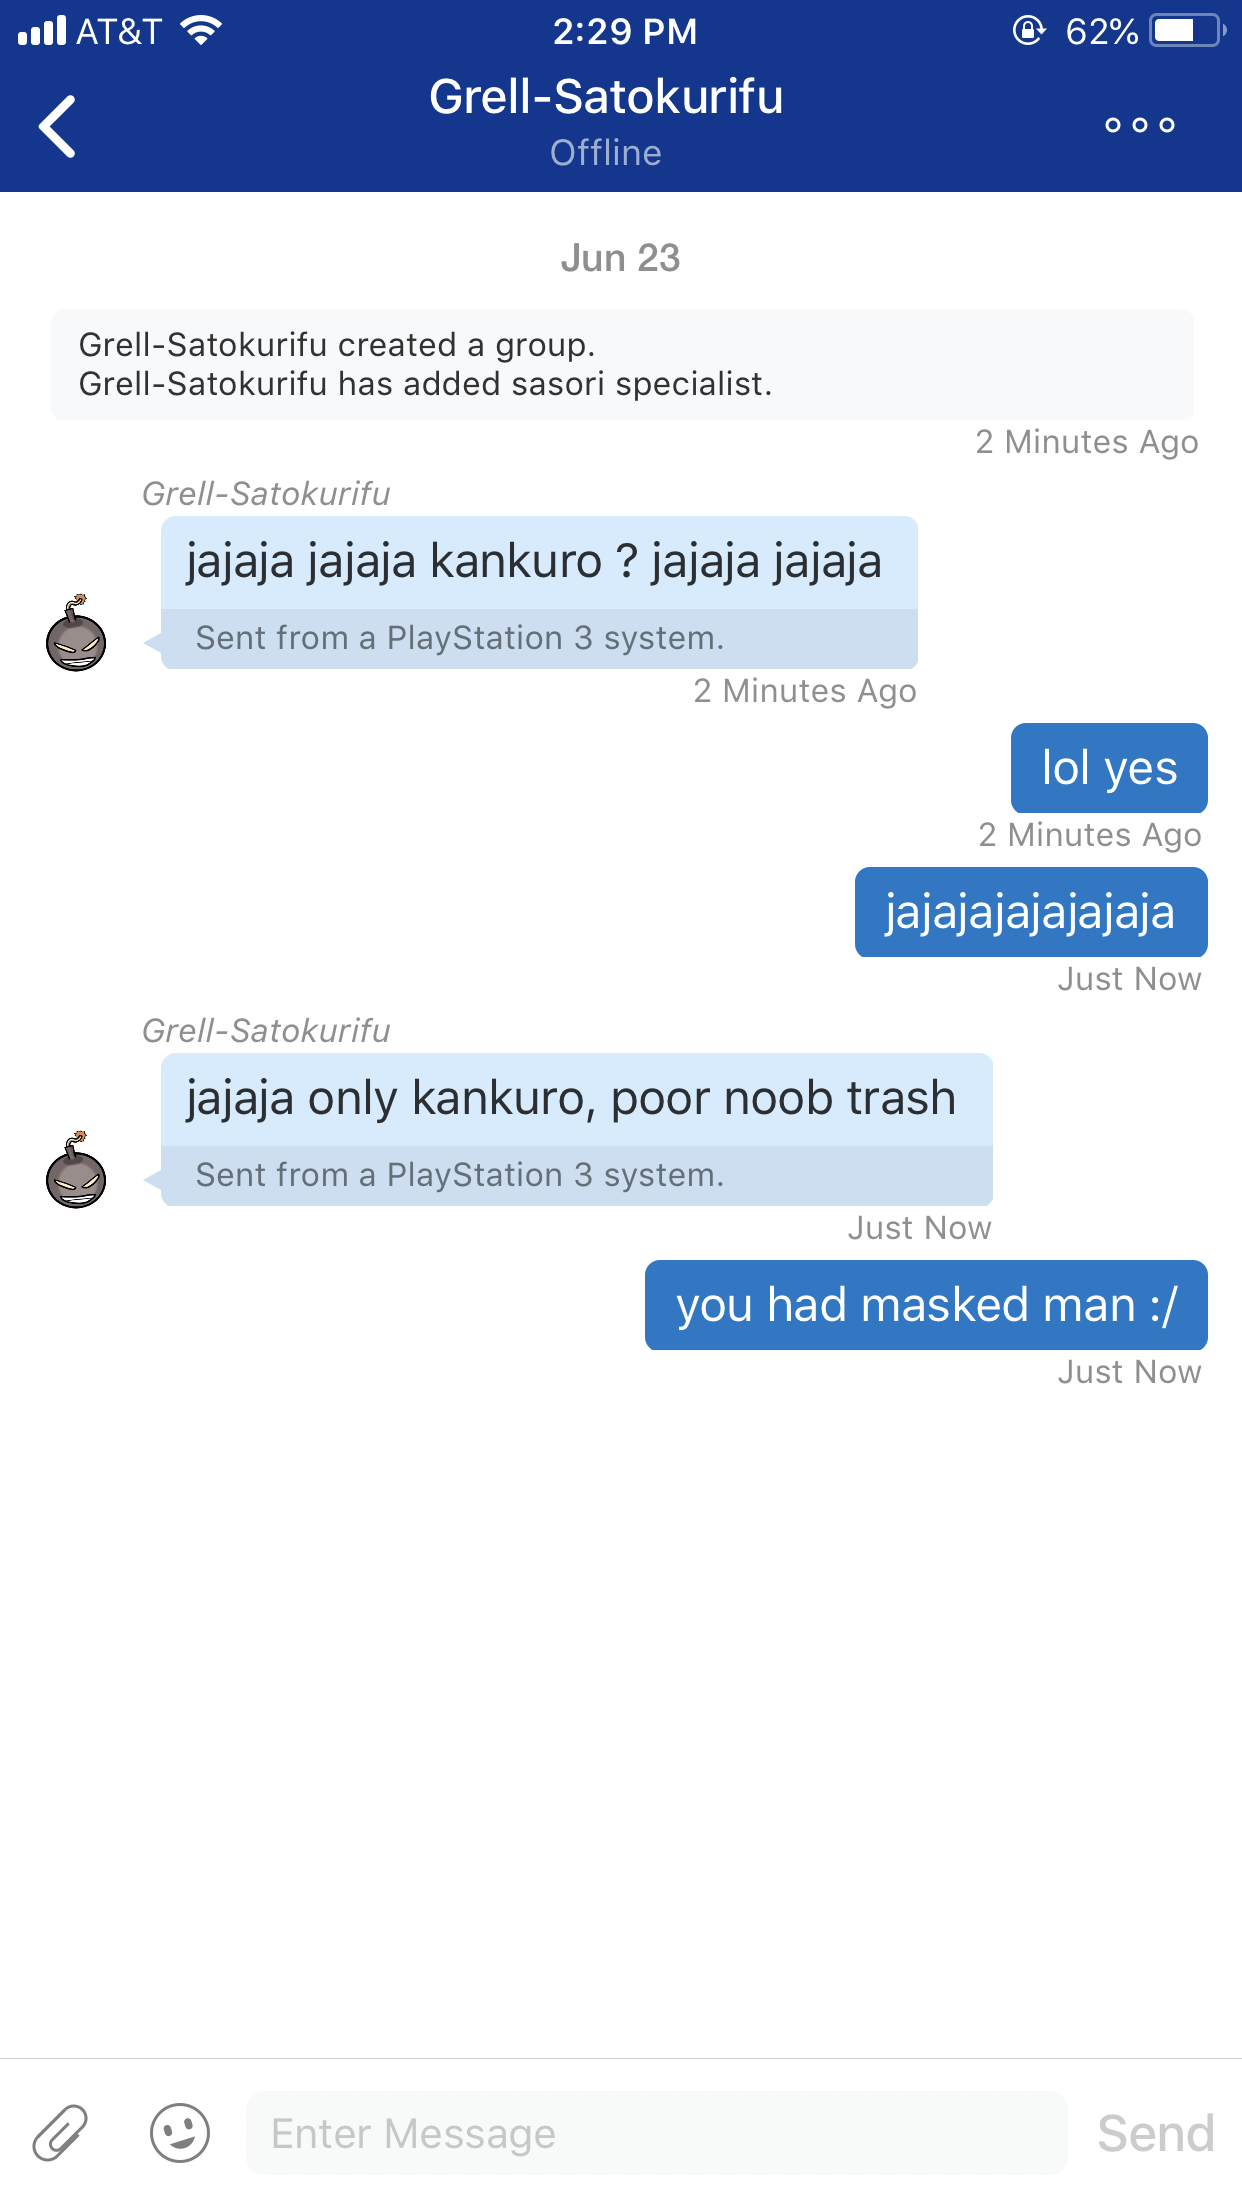 AT&T 2:29 PM 62%
Grell-Satokurifu
Offline
Jun 23
Grell-Satokurifu created a group.
Grell-Satokurifu has added sasori specialist.
2 Minutes Ago
Grell-Satokurifu
jajaja jajaja kankuro ? jajaja jajaja
Sent from a PlayStation 3 system.
2 Minutes Ago
lol yes
2 Minutes Ago
jajajajajajajaja
Just Now
Grell-Satokurifu
jajaja only kankuro, poor noob trash
Sent from a PlayStation 3 system.
Just Now
you had masked man :/
Just Now
Enter Message Send